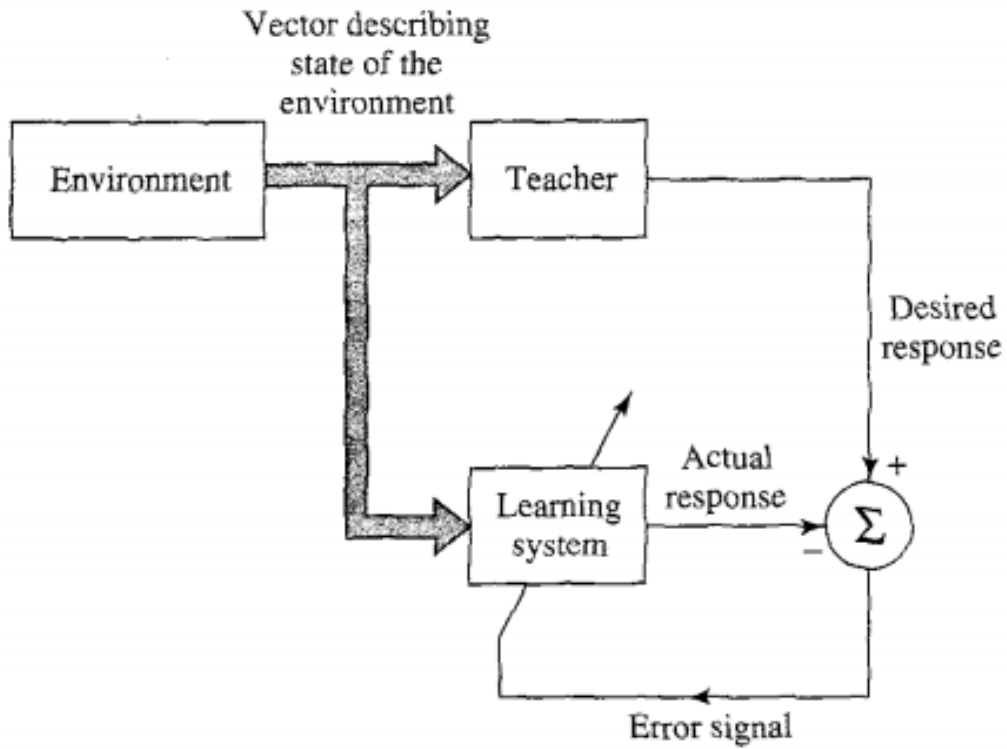 Vector describing
state of the
environment
Environment
Teacher
Desired
response
+
Actual
response
Learning
system
Σ
−
Error signal